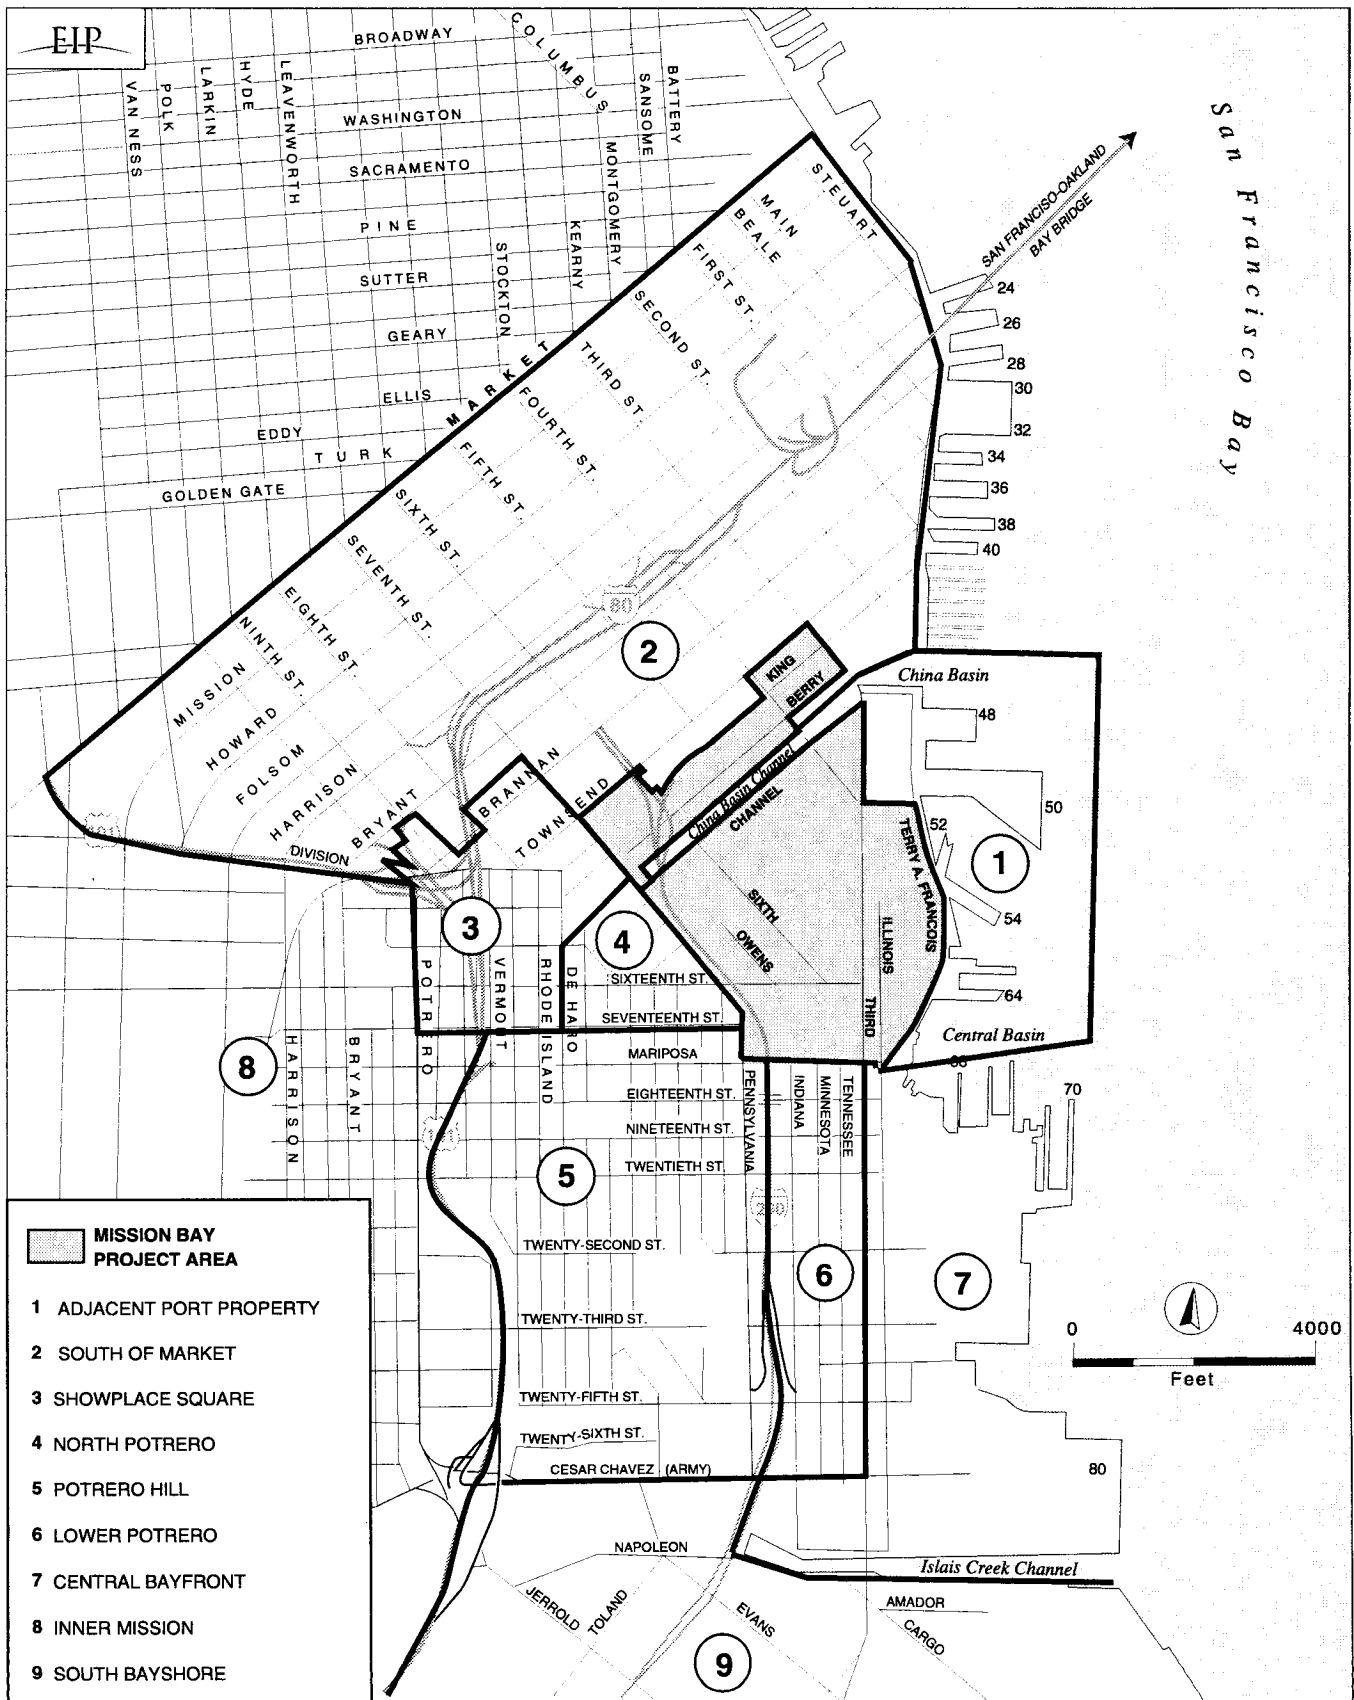 EIP
BROADWAY
COLUMBUS
BATTERY
SANSOME
VAN NESS
POLK
LARKIN
HYDE
LEAVENWORTH
WASHINGTON
SACRAMENTO
MONTGOMERY
PINE
STOCKTON
KEARNY
SUTTER
GEARY
ELLIS
EDDY
TURK
GOLDEN GATE
MARKET
STEUART
MAIN
BEALE
FIRST ST.
SECOND ST.
THIRD ST.
FOURTH ST.
FIFTH ST.
SIXTH ST.
SEVENTH ST.
EIGHTH ST.
NINTH ST.
San Francisco Bay
SAN FRANCISO-OAKLAND
BAY BRIDGE
24
26
28
30
32
34
36
38
40
80
2
MISSION
HOWARD
FOLSOM
HARRISON
BRYANT
BRANNAN
TOWNSEND
DIVISION
101
KING
BERRY
China Basin
China Basin Channel
CHANNEL
48
50
52
1
54
64
TERRY A. FRANCOIS
SIXTH
OWENS
ILLINOIS
THIRD
Central Basin
3
4
POTRERO
VERMONT
RHODE ISLAND
DE HARO
SIXTEENTH ST.
SEVENTEENTH ST.
8
HARRISON
BRYANT
MARIPOSA
EIGHTEENTH ST.
NINETEENTH ST.
TWENTIETH ST.
PENNSYLVANIA
INDIANA
MINNESOTA
TENNESSEE
70
101
5
280
TWENTY-SECOND ST.
6
7
TWENTY-THIRD ST.
TWENTY-FIFTH ST.
TWENTY-SIXTH ST.
CESAR CHAVEZ (ARMY)
80
NAPOLEON
Islais Creek Channel
JERROLD
TOLAND
EVANS
AMADOR
CARGO
9
0 4000
Feet
MISSION BAY
PROJECT AREA
1 ADJACENT PORT PROPERTY
2 SOUTH OF MARKET
3 SHOWPLACE SQUARE
4 NORTH POTRERO
5 POTRERO HILL
6 LOWER POTRERO
7 CENTRAL BAYFRONT
8 INNER MISSION
9 SOUTH BAYSHORE